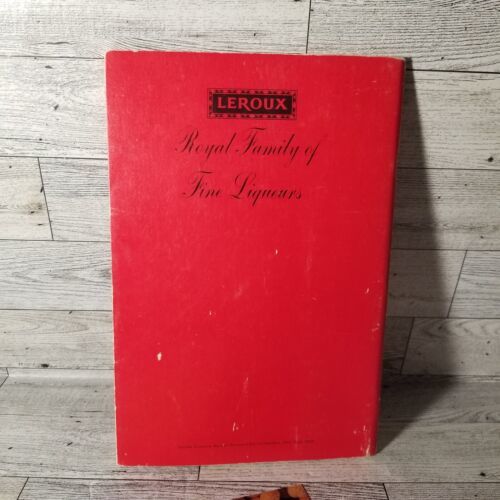 LEROUX
Royal Family of
Fine Liqueurs